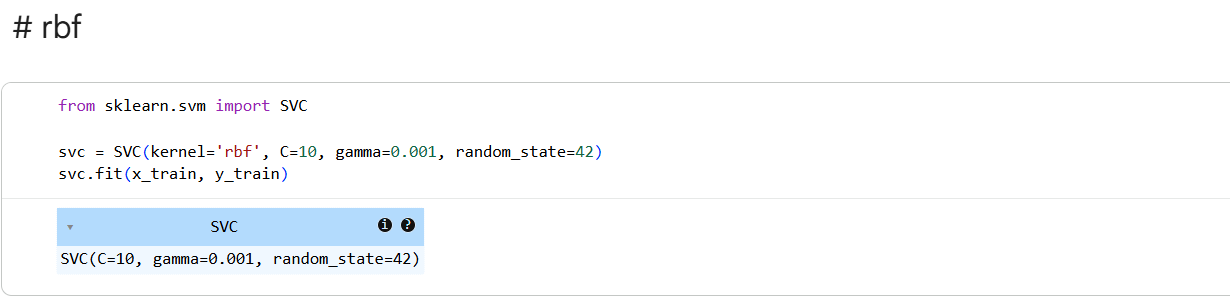 # rbf
from sklearn.svm import SVC
svc = SVC(kernel='rbf', C=10, gamma=0.001, random_state=42)
svc.fit(x_train, y_train)
▾ SVC i ?
SVC(C=10, gamma=0.001, random_state=42)